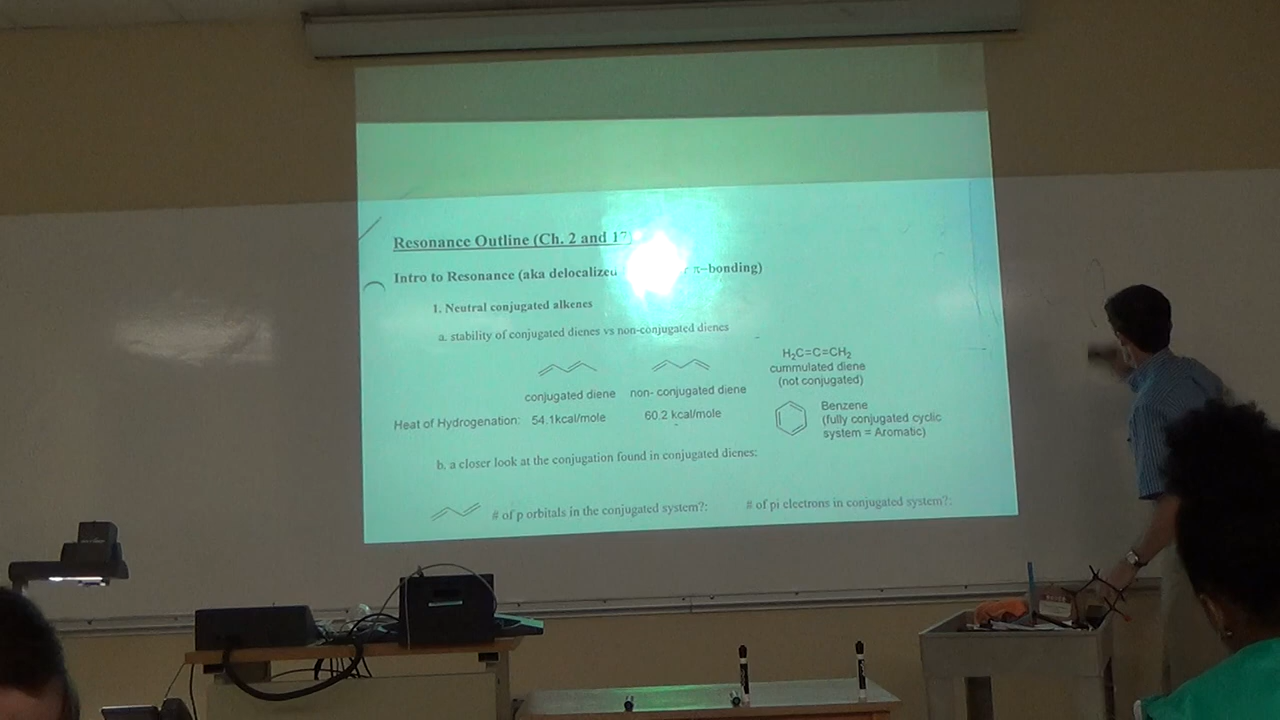 Resonance Outline (Ch. 2 and 17
Intro to Resonance (aka delocalized π−bonding)
1. Neutral conjugated alkenes
a. stability of conjugated dienes vs non-conjugated dienes
H₂C=C=CH₂
cummulated diene
(not conjugated)
conjugated diene non- conjugated diene
Heat of Hydrogenation: 54.1kcal/mole 60.2 kcal/mole
Benzene
(fully conjugated cyclic
system = Aromatic)
b. a closer look at the conjugation found in conjugated dienes:
# of p orbitals in the conjugated system?: # of pi electrons in conjugated system?: